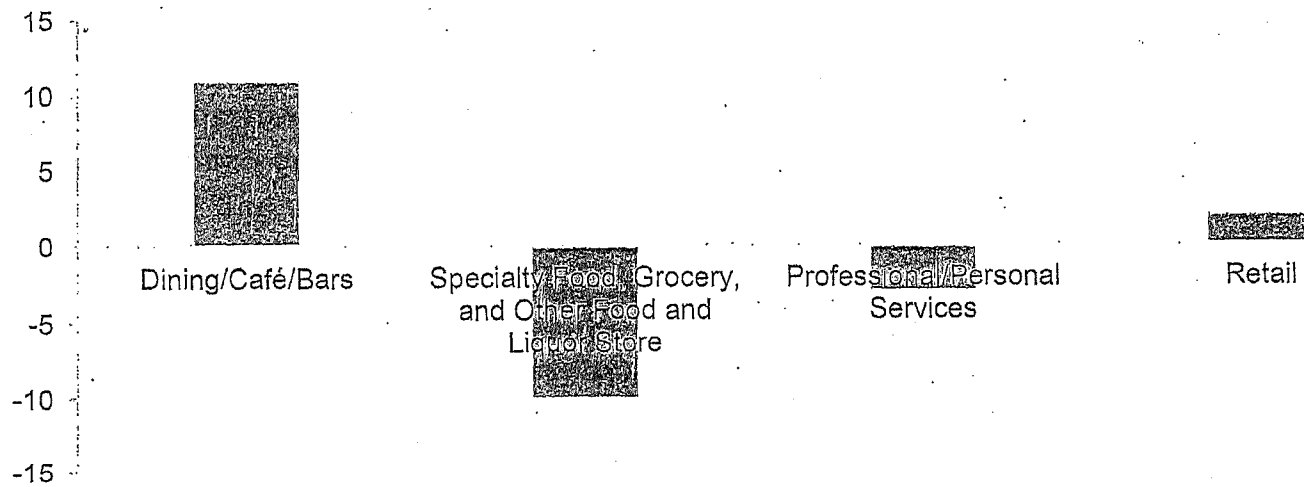 15
10
5
0
Dining/Café/Bars
Specialty Food, Grocery,
and Other Food and
Liquor Store
Professional/Personal
Services
Retail
-5
-10
-15